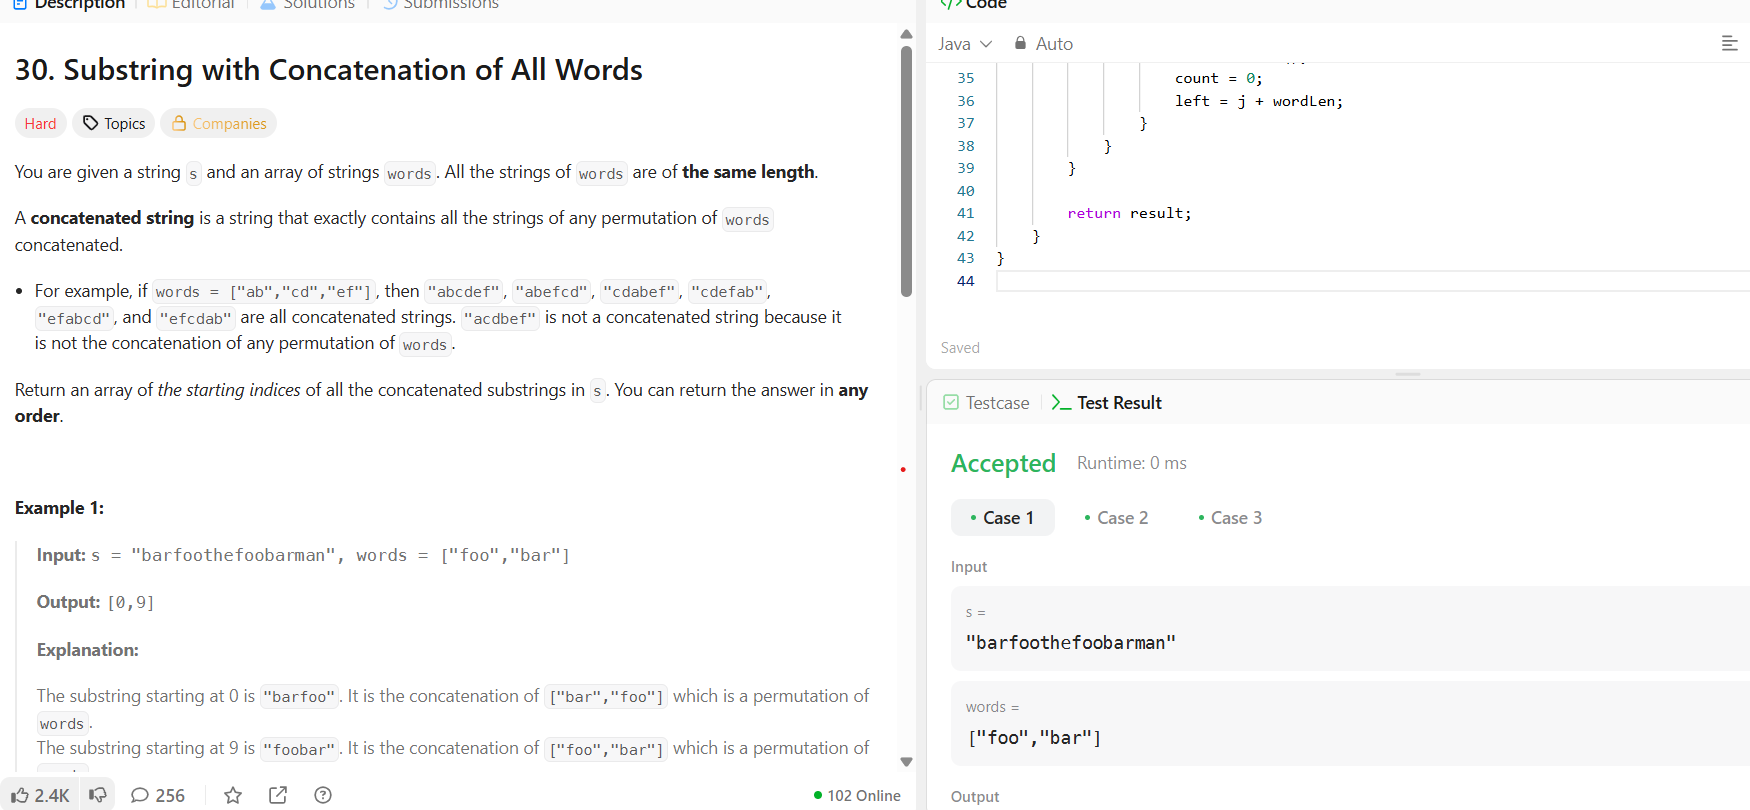 Description
Editorial
Solutions
Submissions
30. Substring with Concatenation of All Words
Hard
Topics
Companies
You are given a string s and an array of strings words. All the strings of words are of the same length.
A concatenated string is a string that exactly contains all the strings of any permutation of words
concatenated.
• For example, if words = ["ab","cd","ef"], then "abcdef", "abefcd", "cdabef", "cdefab",
"efabcd", and "efcdab" are all concatenated strings. "acdbef" is not a concatenated string because it
is not the concatenation of any permutation of words.
Return an array of the starting indices of all the concatenated substrings in s. You can return the answer in any
order.
Example 1:
Input: s = "barfoothefoobarman", words = ["foo","bar"]
Output: [0,9]
Explanation:
The substring starting at 0 is "barfoo". It is the concatenation of ["bar","foo"] which is a permutation of
words.
The substring starting at 9 is "foobar". It is the concatenation of ["foo","bar"] which is a permutation of
2.4K
256
102 Online
</> Code
Java
Auto
35 count = 0;
36 left = j + wordLen;
37 }
38 }
39 }
40
41 return result;
42 }
43 }
44
Saved
Testcase
>_ Test Result
Accepted
Runtime: 0 ms
• Case 1
• Case 2
• Case 3
Input
s =
"barfoothefoobarman"
words =
["foo","bar"]
Output